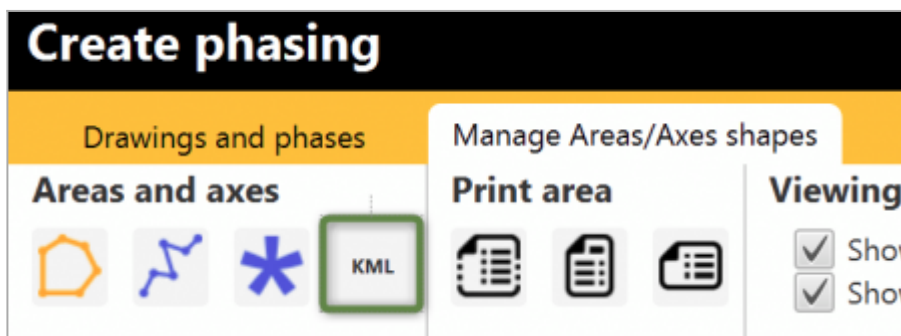 Create phasing
Drawings and phases
Manage Areas/Axes shapes
Areas and axes
Print area
Viewing
KML